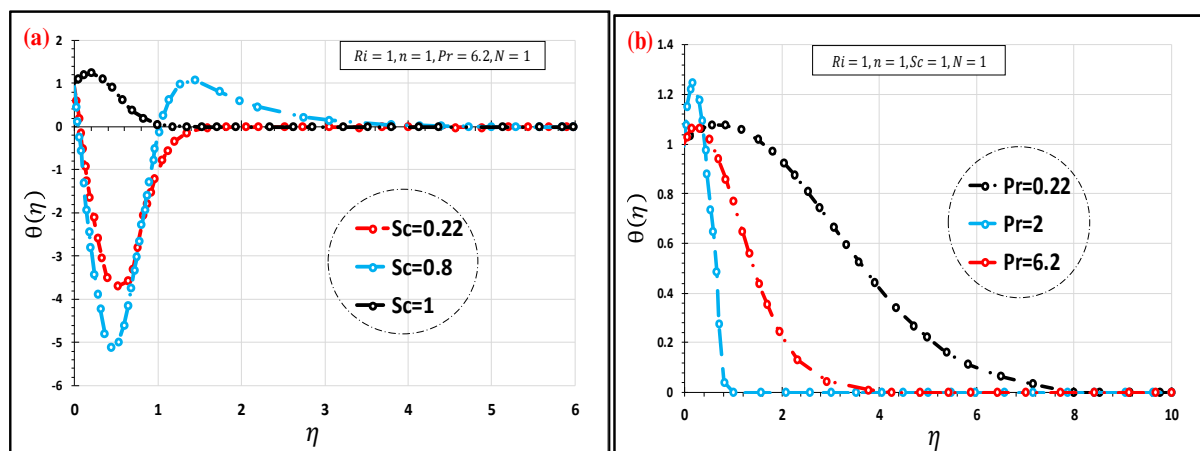 (a)
Ri = 1, n = 1, Pr = 6.2, N = 1
2
1
0
-1
-2
-3
-4
-5
-6
θ(η)
Sc=0.22
Sc=0.8
Sc=1
0 1 2 3 4 5 6
η
(b)
Ri = 1, n = 1, Sc = 1, N = 1
1.4
1.2
1
0.8
0.6
0.4
0.2
0
θ(η)
Pr=0.22
Pr=2
Pr=6.2
0 2 4 6 8 10
η